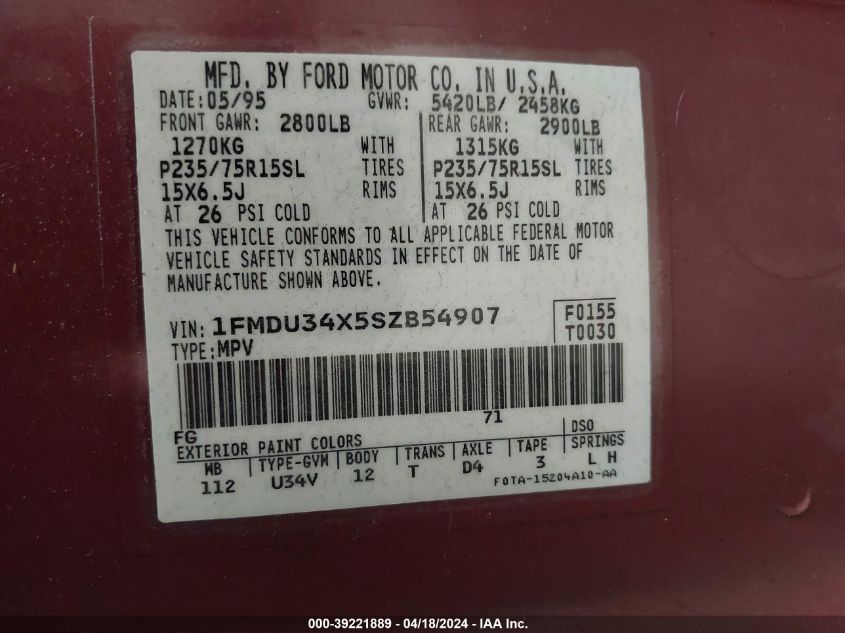 MFD. BY FORD MOTOR CO. IN U.S.A.
DATE: 05/95 GVWR: 5420LB/ 2458KG
FRONT GAWR: 2800LB REAR GAWR: 2900LB
1270KG WITH 1315KG WITH
P235/75R15SL TIRES P235/75R15SL TIRES
15X6.5J RIMS 15X6.5J RIMS
AT 26 PSI COLD AT 26 PSI COLD
THIS VEHICLE CONFORMS TO ALL APPLICABLE FEDERAL MOTOR
VEHICLE SAFETY STANDARDS IN EFFECT ON THE DATE OF
MANUFACTURE SHOWN ABOVE.
VIN: 1FMDU34X5SZB54907 F0155
TYPE: MPV T0030
71
FG DSO
EXTERIOR PAINT COLORS
WB TYPE-GVW BODY TRANS AXLE TAPE SPRINGS
112 U34V 12 T D4 3 L H
F0TA-15204A10-AA
000-39221889 - 04/18/2024 - IAA Inc.